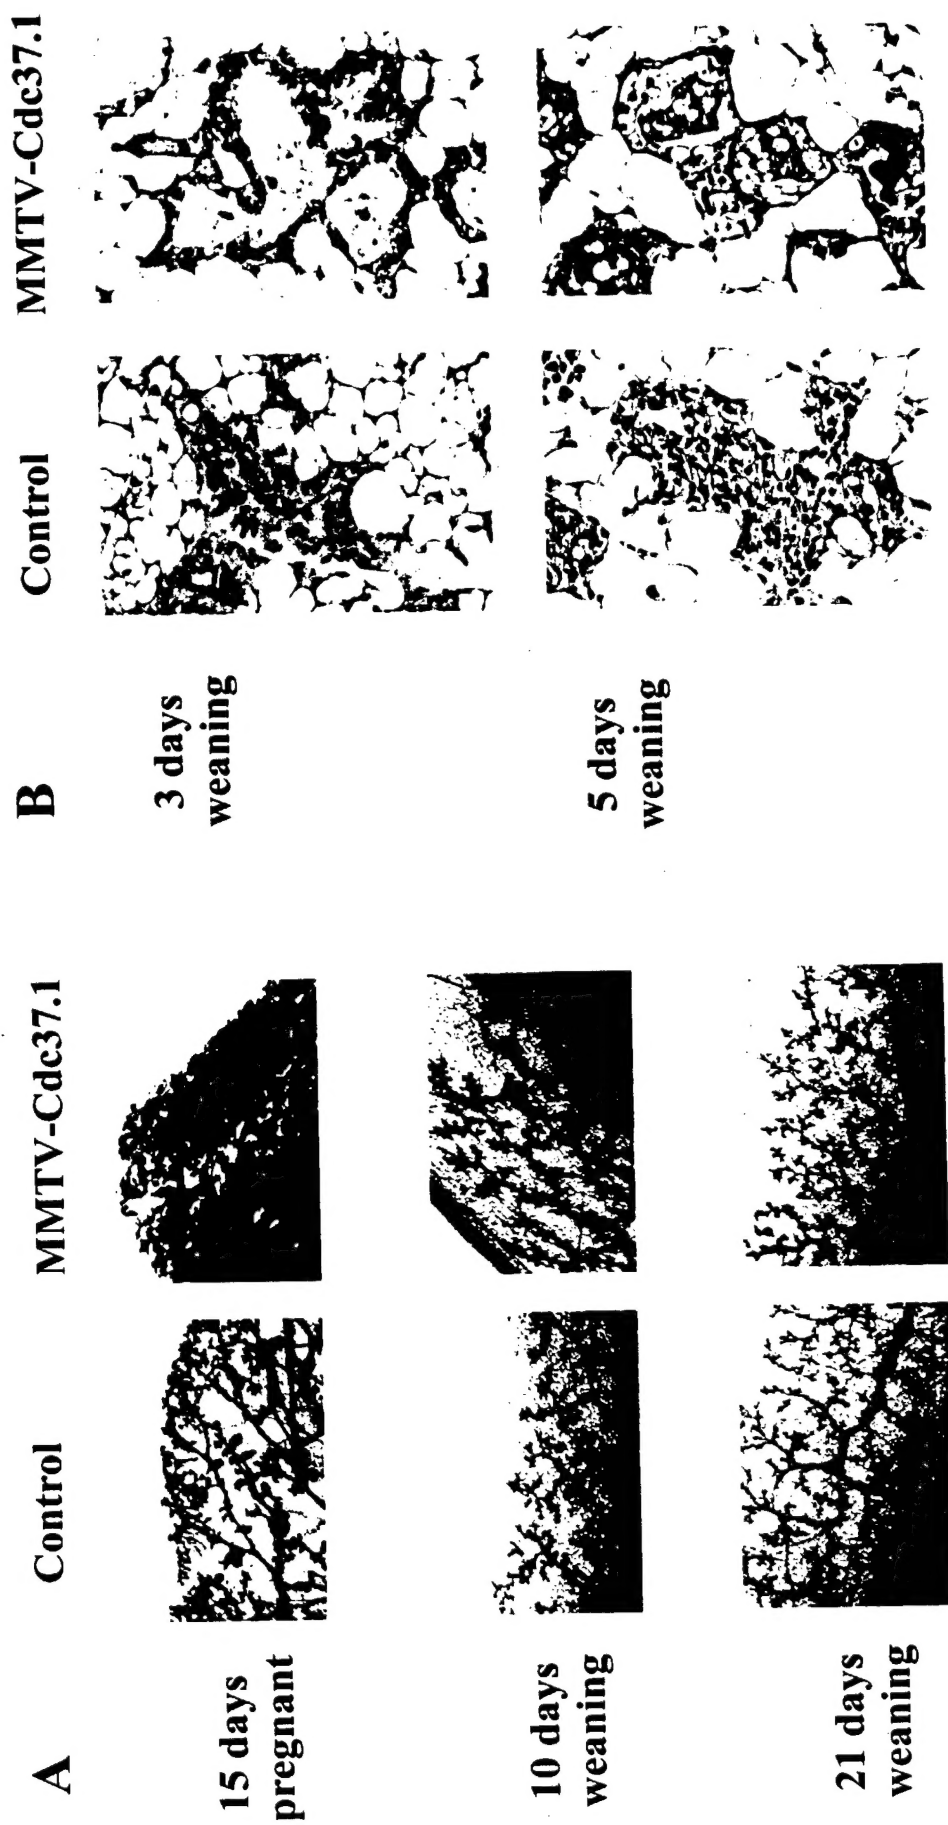 A
Control
MMTV-Cdc37.1
15 days
pregnant
10 days
weaning
21 days
weaning
B
Control
MMTV-Cdc37.1
3 days
weaning
5 days
weaning